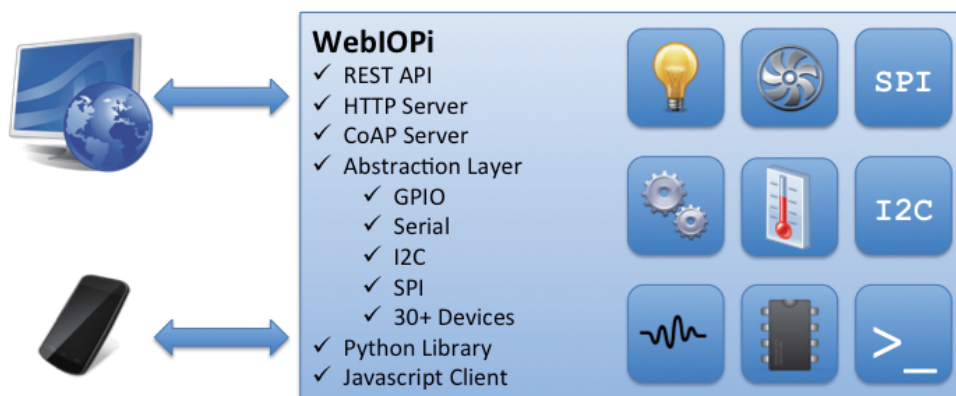 WebIOPi
✓ REST API
✓ HTTP Server
✓ CoAP Server
✓ Abstraction Layer
✓ GPIO
✓ Serial
✓ I2C
✓ SPI
✓ 30+ Devices
✓ Python Library
✓ Javascript Client
SPI
I2C
>_